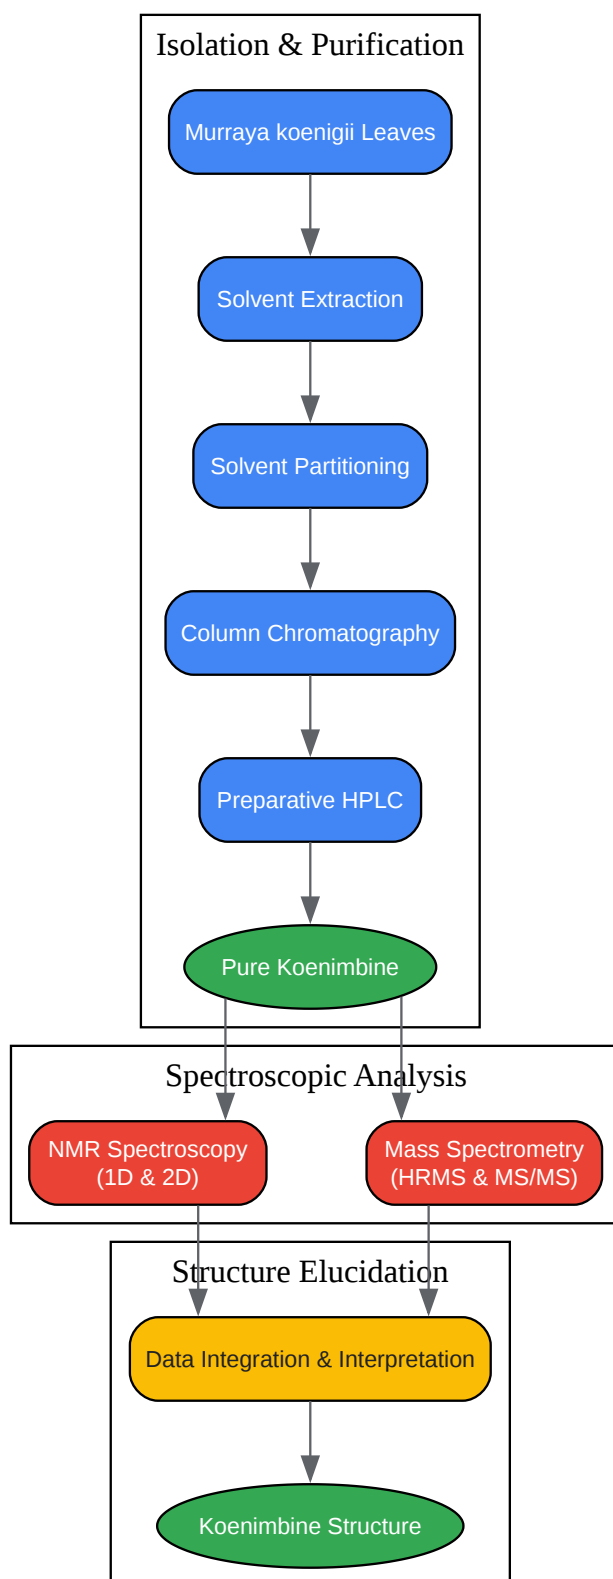 Isolation & Purification
Murraya koenigii Leaves
Solvent Extraction
Solvent Partitioning
Column Chromatography
Preparative HPLC
Pure Koenimbine
Spectroscopic Analysis
NMR Spectroscopy
(1D & 2D)
Mass Spectrometry
(HRMS & MS/MS)
Structure Elucidation
Data Integration & Interpretation
Koenimbine Structure